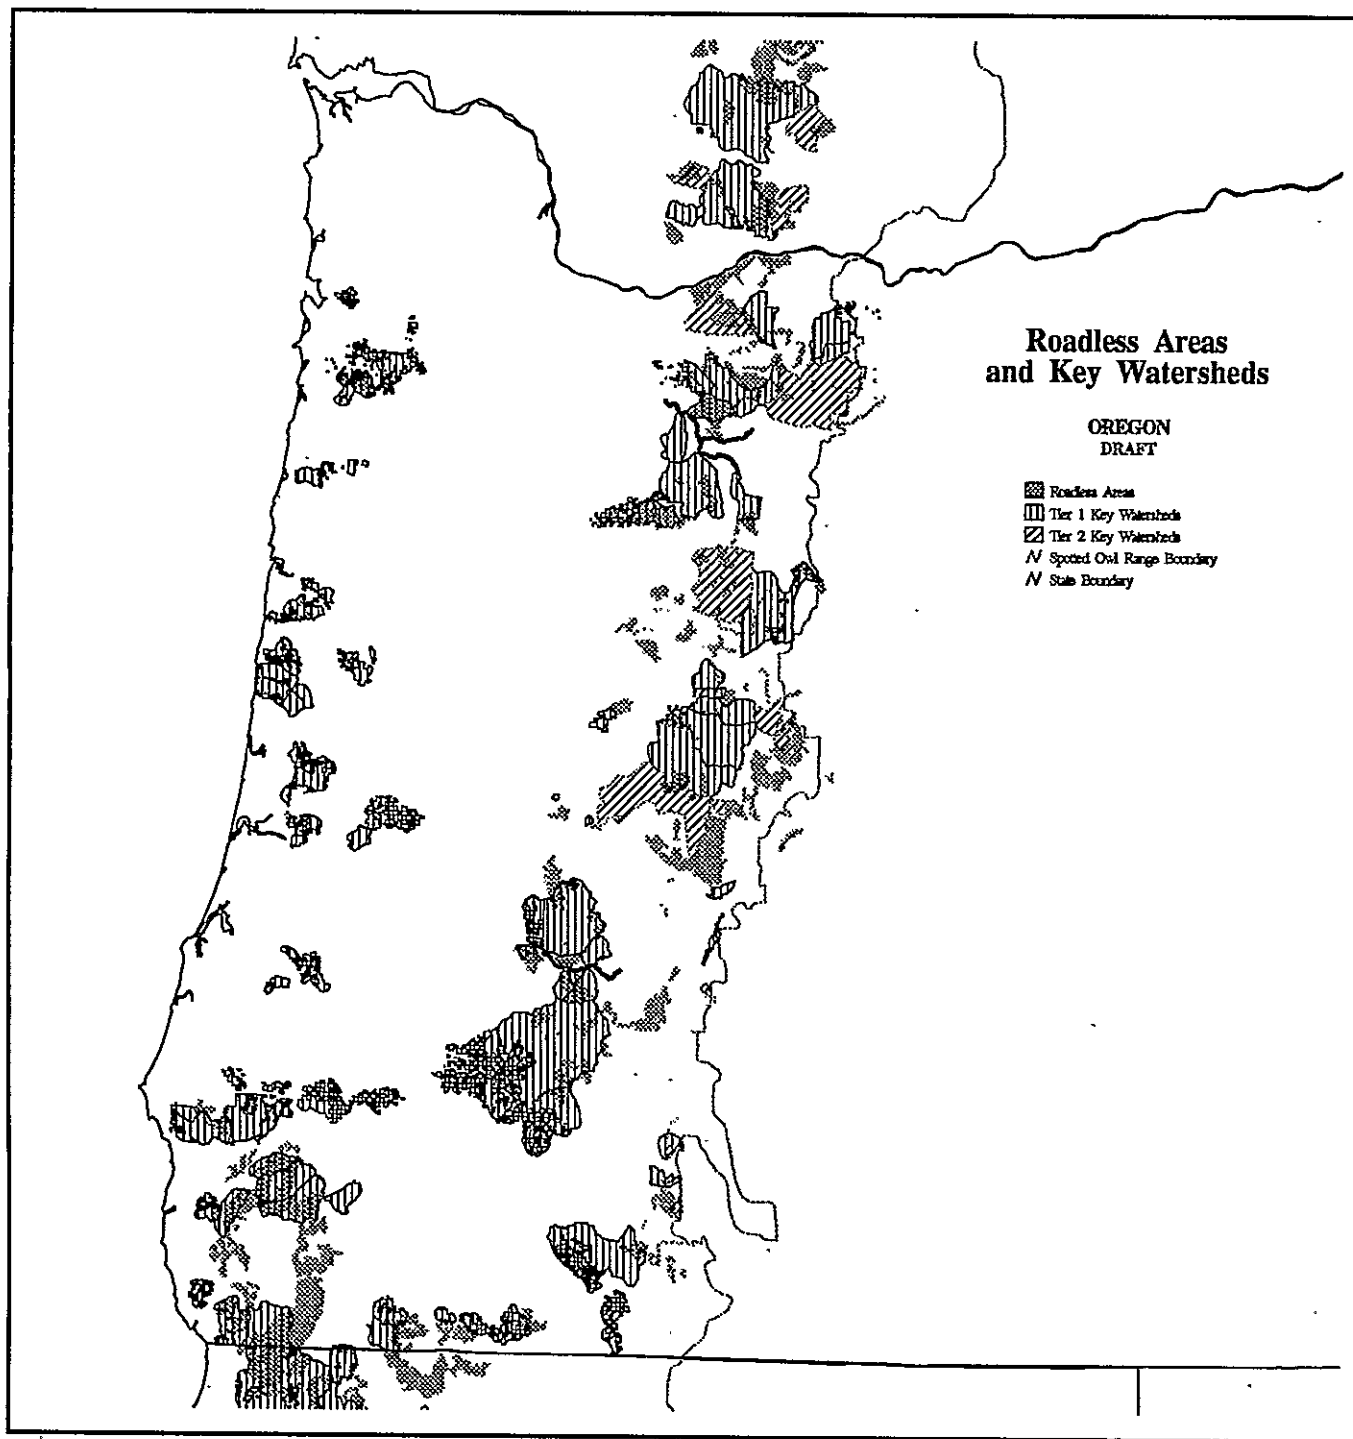 Roadless Areas
and Key Watersheds
OREGON
DRAFT
Roadless Areas
Tier 1 Key Watersheds
Tier 2 Key Watersheds
Spotted Owl Range Boundary
State Boundary